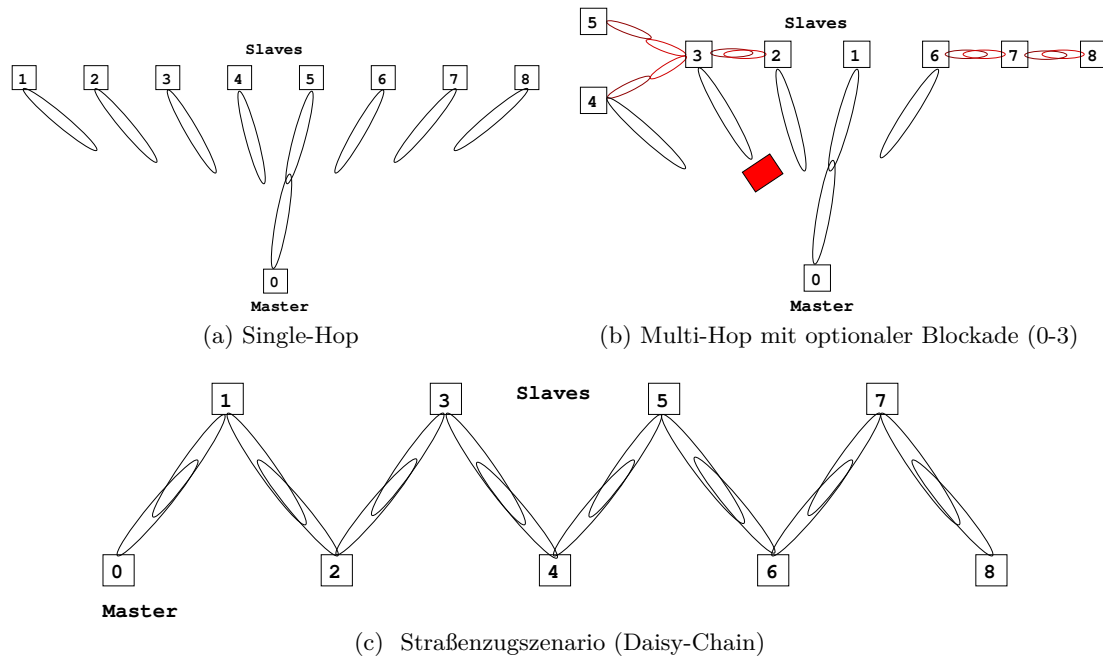 Slaves
1 2 3 4 5 6 7 8
0
Master
(a) Single-Hop
5 Slaves
3 2 1 6 7 8
4
0
Master
(b) Multi-Hop mit optionaler Blockade (0-3)
1 3 Slaves 5 7
0 2 4 6 8
Master
(c) Straßenzugszenario (Daisy-Chain)